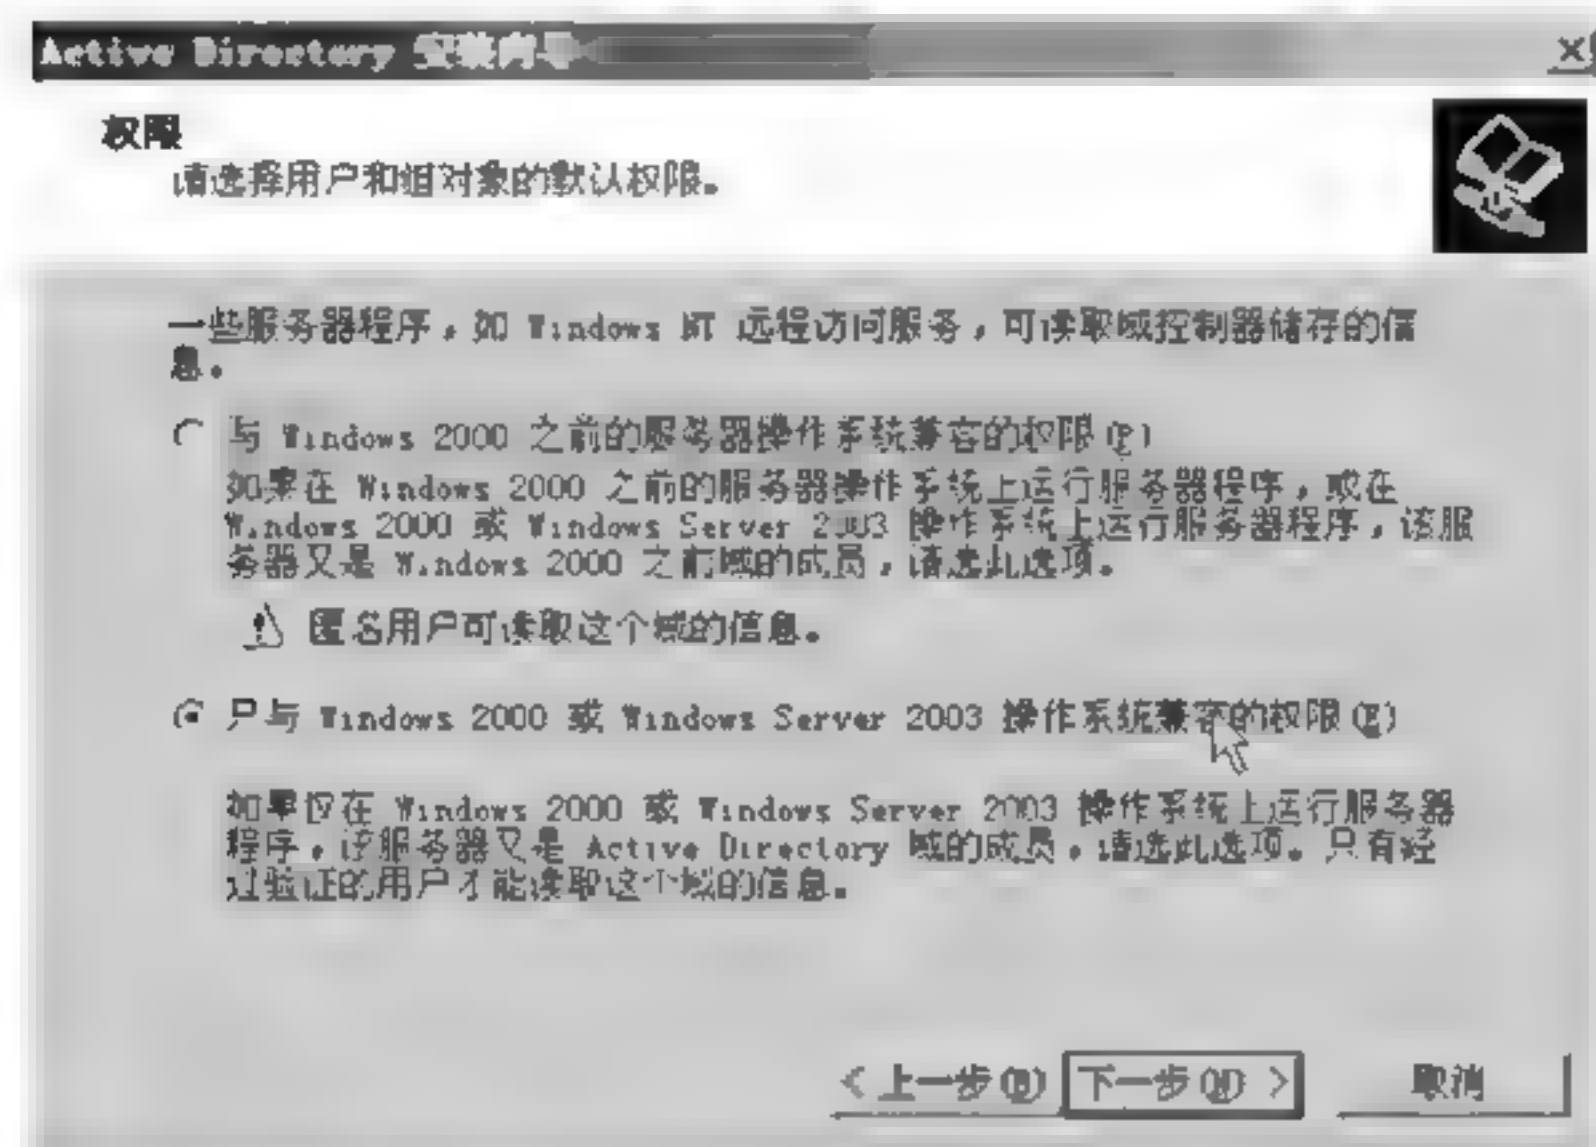 Active Directory 安装向导
权限
请选择用户和组对象的默认权限。
一些服务器程序，如 Windows NT 远程访问服务，可读取域控制器储存的信
息。
与 Windows 2000 之前的服务器操作系统兼容的权限(P)
如果在 Windows 2000 之前的服务器操作系统上运行服务器程序，或在
Windows 2000 或 Windows Server 2003 操作系统上运行服务器程序，该服
务器又是 Windows 2000 之前域的成员，请选此选项。
匿名用户可读取这个域的信息。
只与 Windows 2000 或 Windows Server 2003 操作系统兼容的权限(E)
如果仅在 Windows 2000 或 Windows Server 2003 操作系统上运行服务器
程序，该服务器又是 Active Directory 域的成员，请选此选项。只有经
过验证的用户才能读取这个域的信息。
< 上一步(B) 下一步(N) > 取消